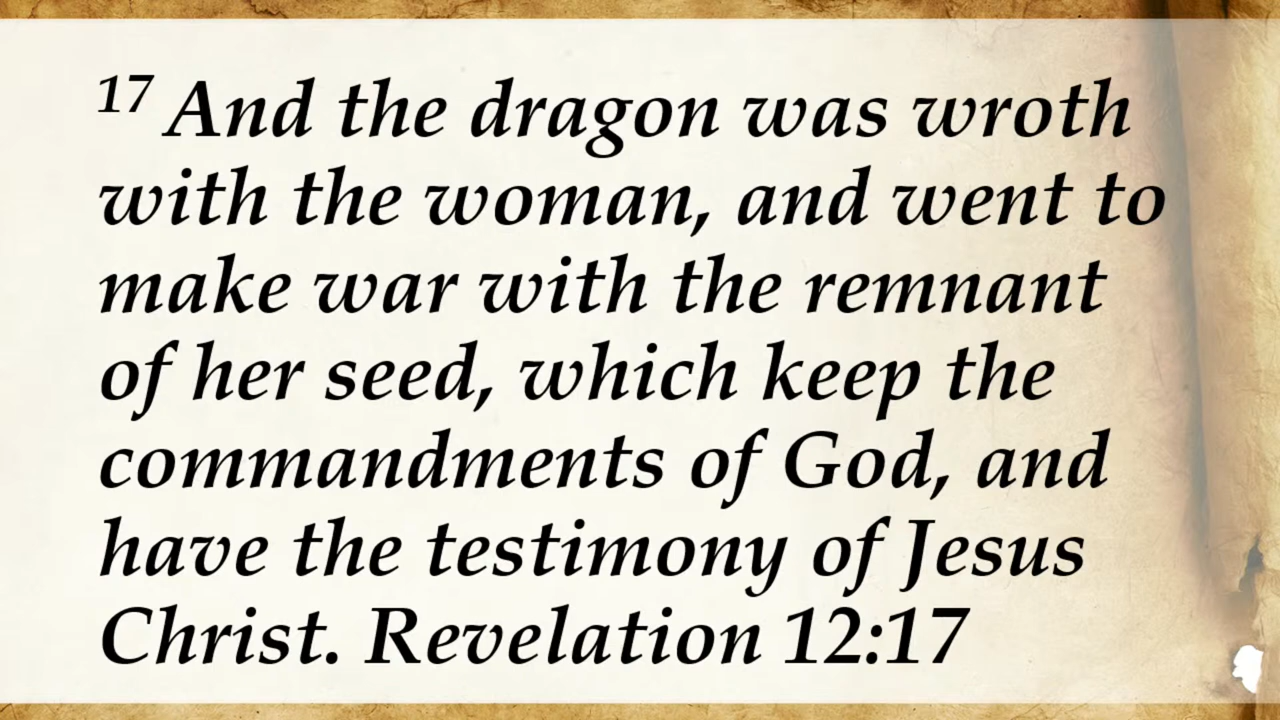 17 And the dragon was wroth
with the woman, and went to
make war with the remnant
of her seed, which keep the
commandments of God, and
have the testimony of Jesus
Christ. Revelation 12:17